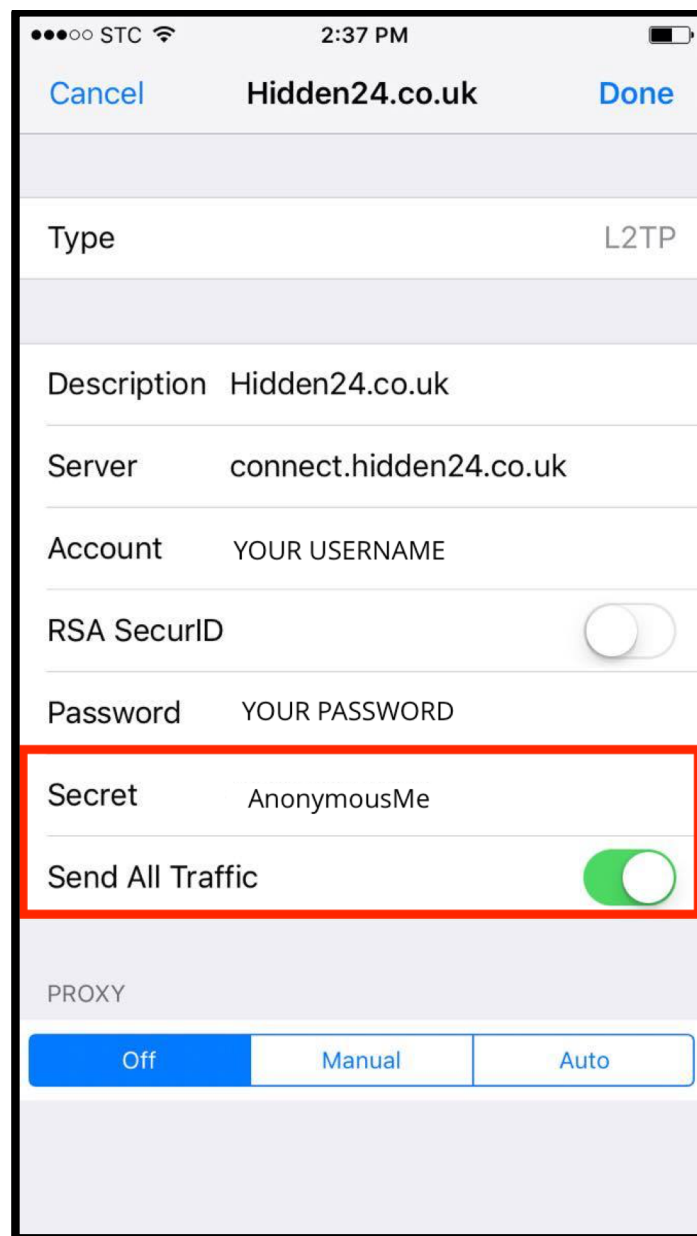 STC 2:37 PM
Cancel Hidden24.co.uk Done
Type L2TP
Description Hidden24.co.uk
Server connect.hidden24.co.uk
Account YOUR USERNAME
RSA SecurID
Password YOUR PASSWORD
Secret AnonymousMe
Send All Traffic
PROXY
Off Manual Auto